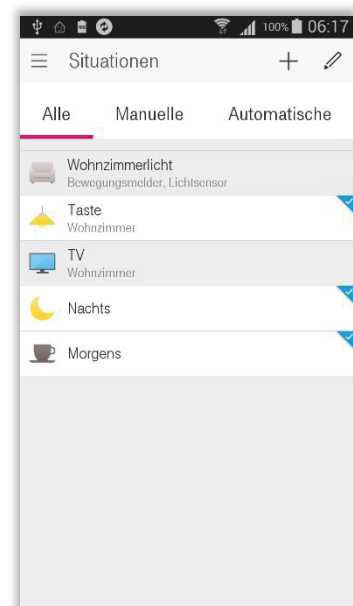 100% 06:17
Situationen
Alle Manuelle Automatische
Wohnzimmerlicht
Bewegungsmelder, Lichtsensor
Taste
Wohnzimmer
TV
Wohnzimmer
Nachts
Morgens